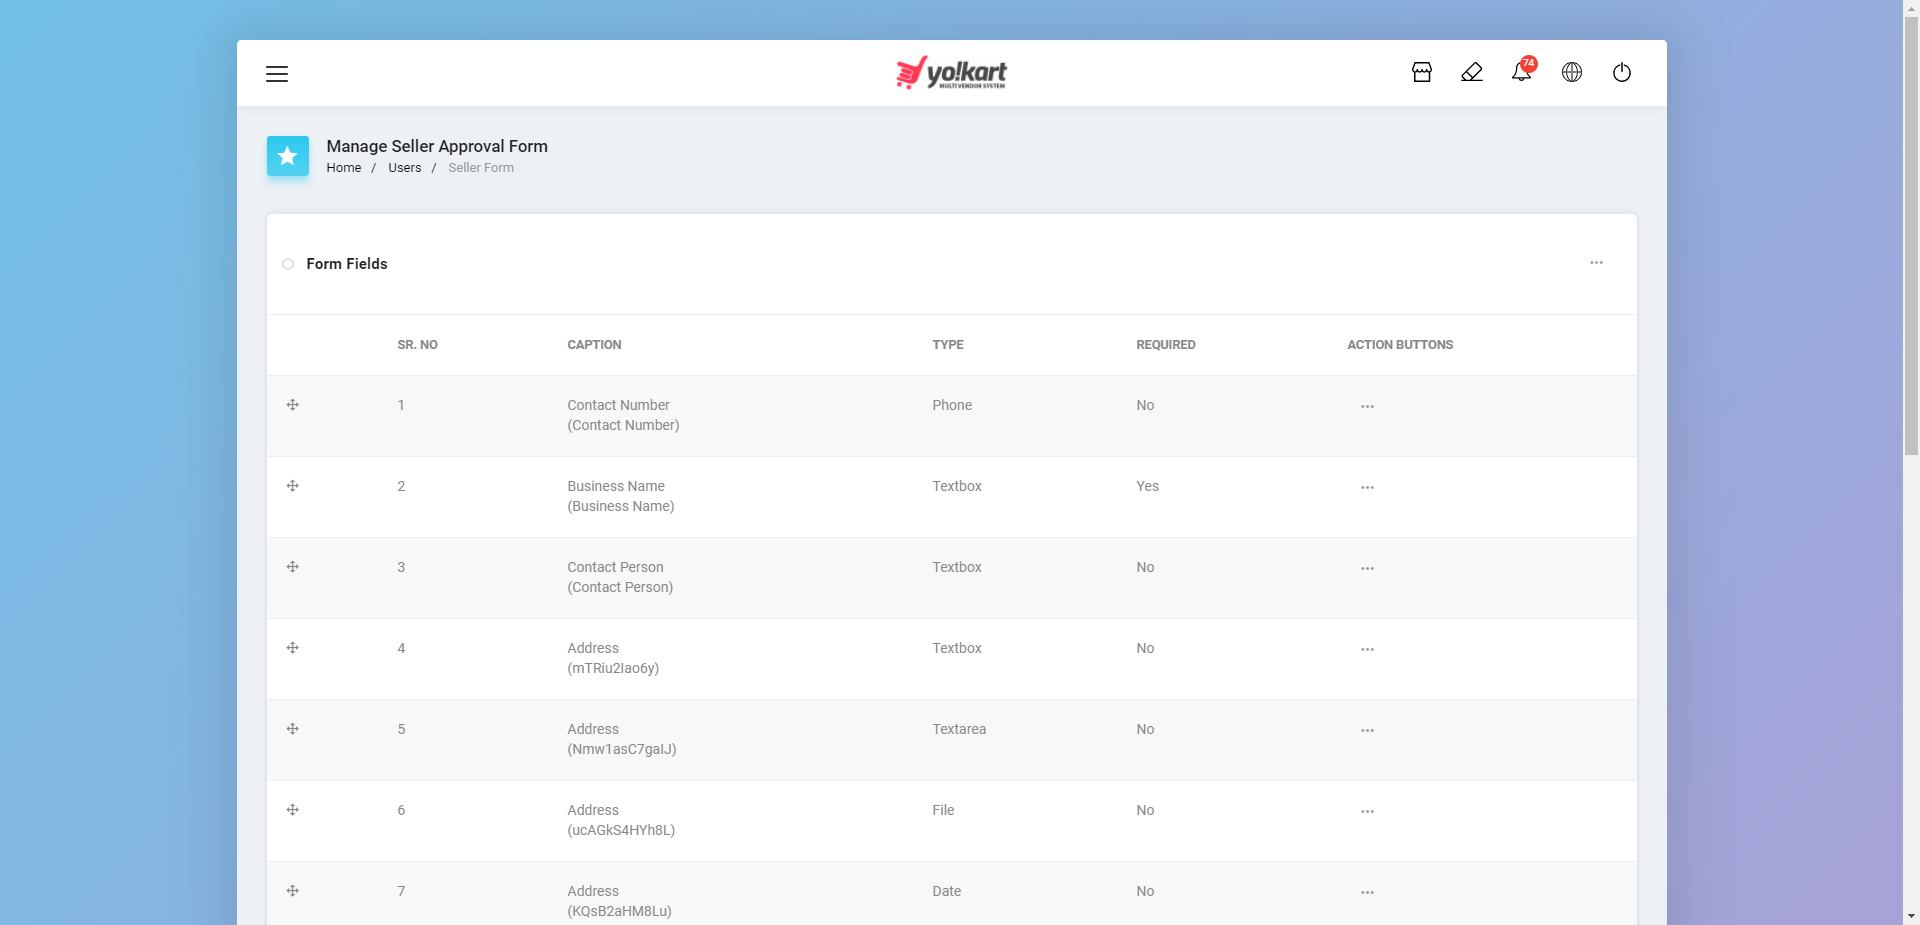 yo!kart
MULTI VENDOR SYSTEM
74
Manage Seller Approval Form
Home / Users / Seller Form
Form Fields
SR. NO CAPTION TYPE REQUIRED ACTION BUTTONS
1 Contact Number Phone No
(Contact Number)
2 Business Name Textbox Yes
(Business Name)
3 Contact Person Textbox No
(Contact Person)
4 Address Textbox No
(mTRiu2Iao6y)
5 Address Textarea No
(Nmw1asC7gaIJ)
6 Address File No
(ucAGkS4HYh8L)
7 Address Date No
(KQsB2aHM8Lu)